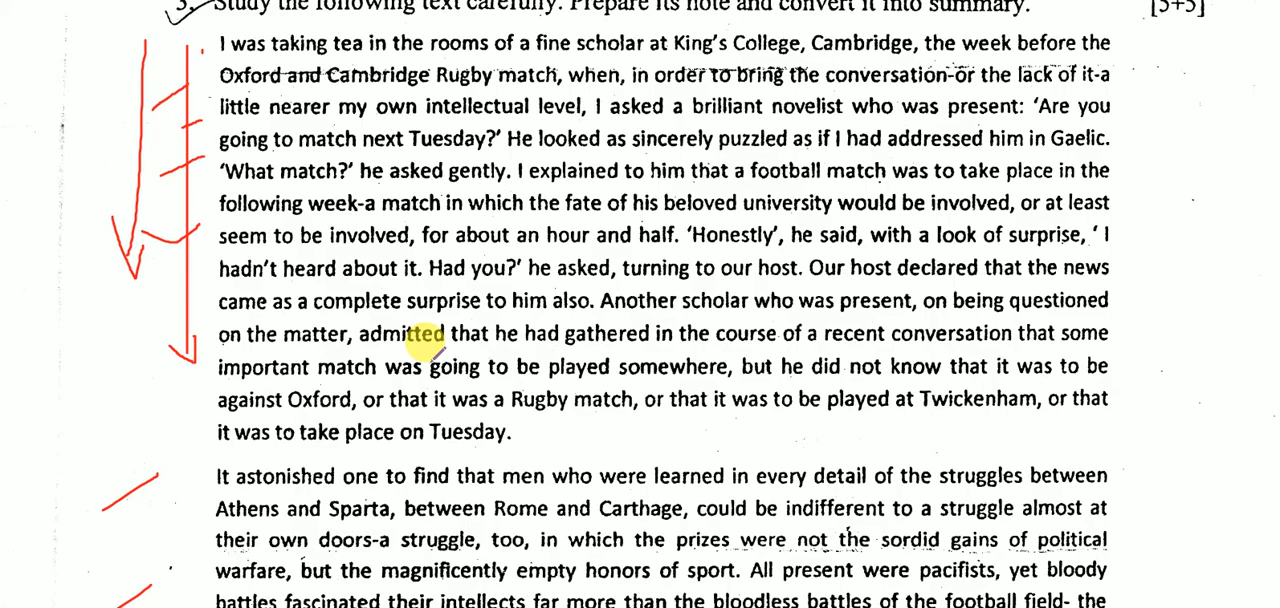 3. Study the following text carefully. Prepare its note and convert it into summary. [5+5]
I was taking tea in the rooms of a fine scholar at King's College, Cambridge, the week before the
Oxford and Cambridge Rugby match, when, in order to bring the conversation-or the lack of it-a
little nearer my own intellectual level, I asked a brilliant novelist who was present: 'Are you
going to match next Tuesday?' He looked as sincerely puzzled as if I had addressed him in Gaelic.
'What match?' he asked gently. I explained to him that a football match was to take place in the
following week-a match in which the fate of his beloved university would be involved, or at least
seem to be involved, for about an hour and half. 'Honestly', he said, with a look of surprise, ' I
hadn't heard about it. Had you?' he asked, turning to our host. Our host declared that the news
came as a complete surprise to him also. Another scholar who was present, on being questioned
on the matter, admitted that he had gathered in the course of a recent conversation that some
important match was going to be played somewhere, but he did not know that it was to be
against Oxford, or that it was a Rugby match, or that it was to be played at Twickenham, or that
it was to take place on Tuesday.
It astonished one to find that men who were learned in every detail of the struggles between
Athens and Sparta, between Rome and Carthage, could be indifferent to a struggle almost at
their own doors-a struggle, too, in which the prizes were not the sordid gains of political
warfare, but the magnificently empty honors of sport. All present were pacifists, yet bloody
battles fascinated their intellects far more than the bloodless battles of the football field- the